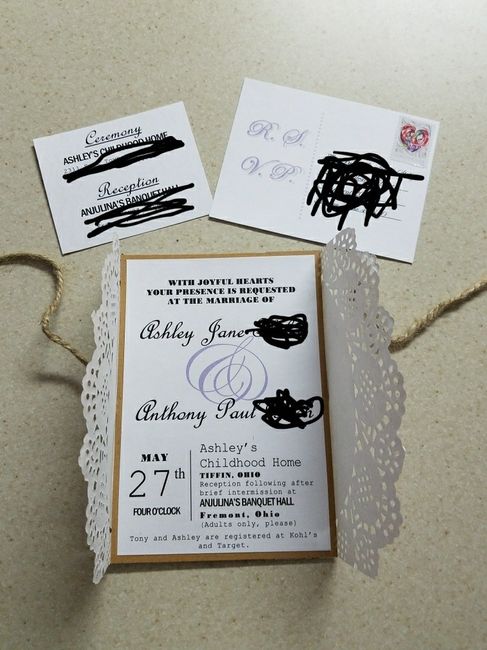 Ceremony
ASHLEY'S CHILDHOOD HOME
Reception
ANJULINA'S BANQUET HALL
R. S.
V. P.
WITH JOYFUL HEARTS
YOUR PRESENCE IS REQUESTED
AT THE MARRIAGE OF
Ashley Jane
&
Anthony Paul
MAY
27th
FOUR O'CLOCK
Ashley's
Childhood Home
TIFFIN, OHIO
Reception following after
brief intermission at
ANJULINA'S BANQUET HALL
Fremont, Ohio
(Adults only, please)
Tony and Ashley are registered at Kohl's
and Target.